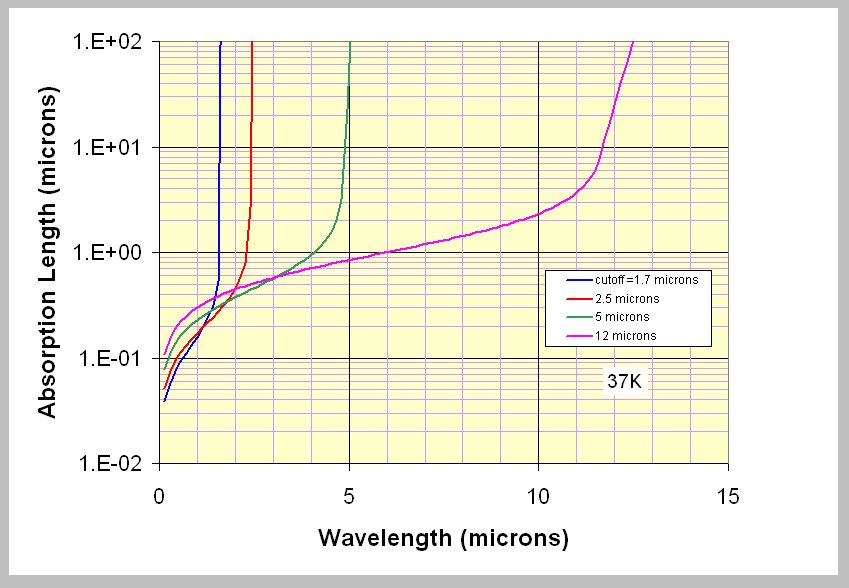 1.E+02
1.E+01
1.E+00
1.E-01
1.E-02
Absorption Length (microns)
cutoff=1.7 microns
2.5 microns
5 microns
12 microns
37K
0 5 10 15
Wavelength (microns)